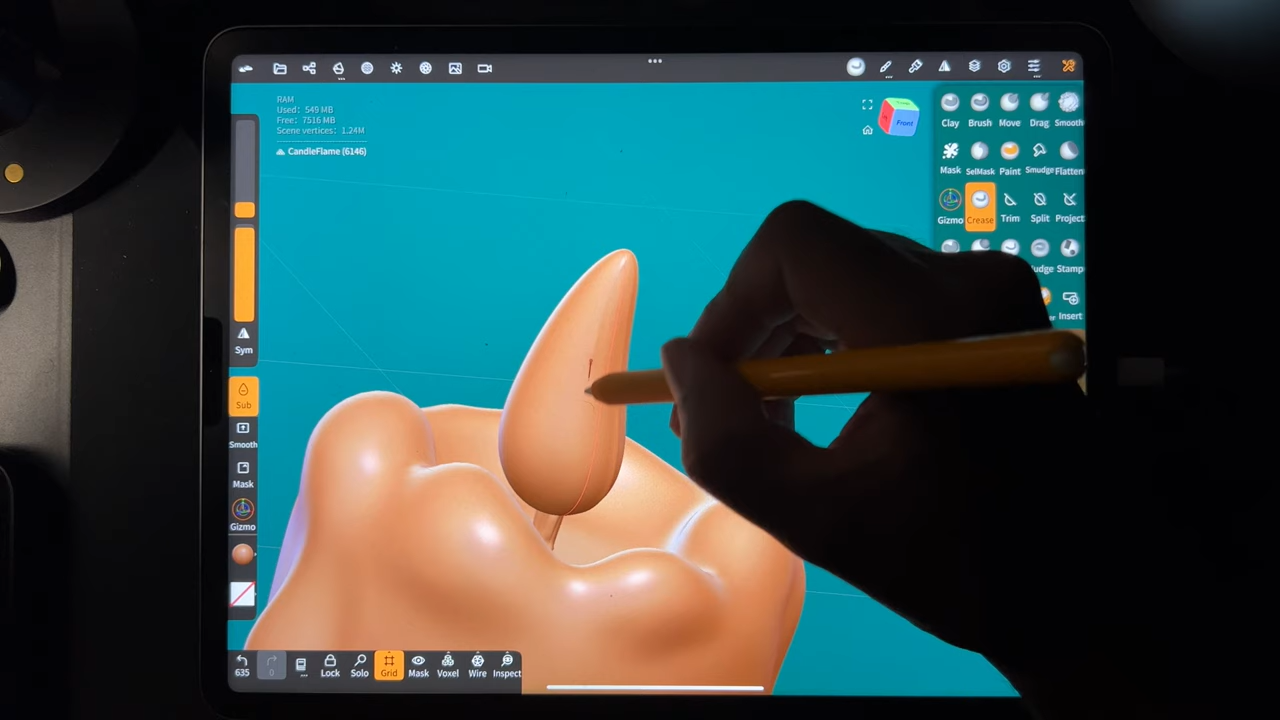 RAM
Used: 549 MB
Free: 7516 MB
Scene vertices: 1.24M
CandleFlame (6146)
Front
Clay Brush Move Drag Smooth
Mask SelMask Paint Smudge Flatten
Gizmo Crease Trim Split Project
Stamp
Insert
Sym
Sub
Smooth
Mask
Gizmo
635 0 Lock Solo Grid Mask Voxel Wire Inspect